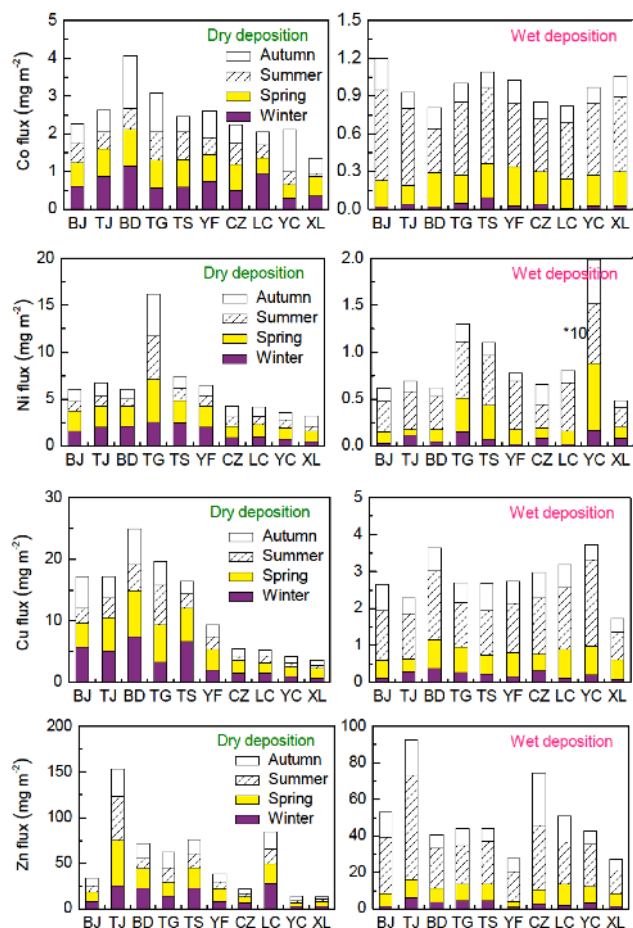 Dry deposition
Autumn
Summer
Spring
Winter
Co flux (mg m⁻²)
5
4
3
2
1
0
BJ TJ BD TG TS YF CZ LC YC XL
Wet deposition
1.5
1.2
0.9
0.6
0.3
0.0
BJ TJ BD TG TS YF CZ LC YC XL
Dry deposition
Autumn
Summer
Spring
Winter
Ni flux (mg m⁻²)
20
15
10
5
0
BJ TJ BD TG TS YF CZ LC YC XL
Wet deposition
*10
2.0
1.5
1.0
0.5
0.0
BJ TJ BD TG TS YF CZ LC YC XL
Dry deposition
Autumn
Summer
Spring
Winter
Cu flux (mg m⁻²)
30
20
10
0
BJ TJ BD TG TS YF CZ LC YC XL
Wet deposition
5
4
3
2
1
0
BJ TJ BD TG TS YF CZ LC YC XL
Dry deposition
Autumn
Summer
Spring
Winter
Zn flux (mg m⁻²)
200
150
100
50
0
BJ TJ BD TG TS YF CZ LC YC XL
Wet deposition
100
80
60
40
20
0
BJ TJ BD TG TS YF CZ LC YC XL